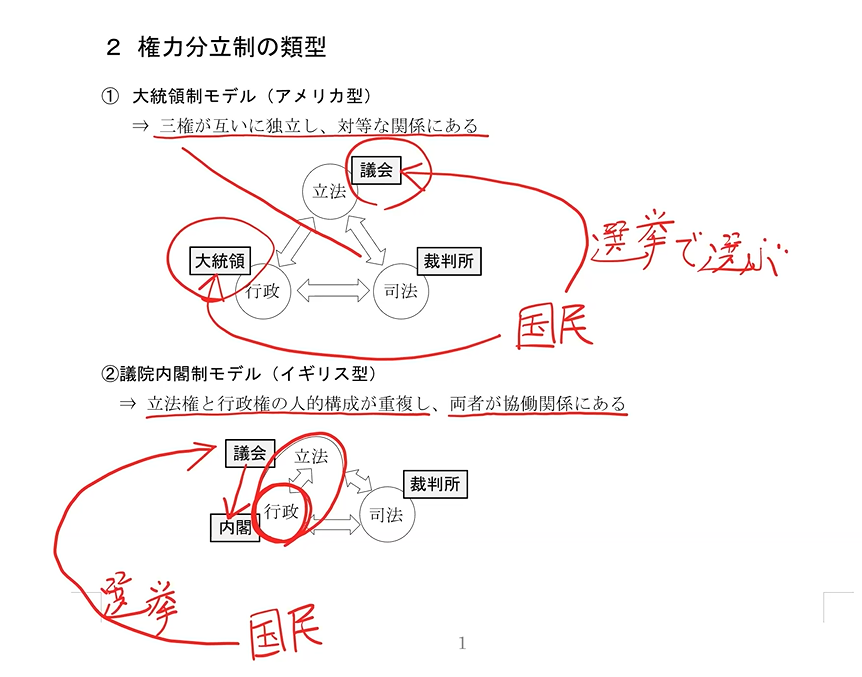 ２ 権力分立制の類型
① 大統領制モデル（アメリカ型）
⇒ 三権が互いに独立し、対等な関係にある
議会
立法
選挙で選ぶ
大統領
裁判所
行政
司法
国民
②議院内閣制モデル（イギリス型）
⇒ 立法権と行政権の人的構成が重複し、両者が協働関係にある
議会
立法
裁判所
行政
司法
内閣
選挙
国民
1